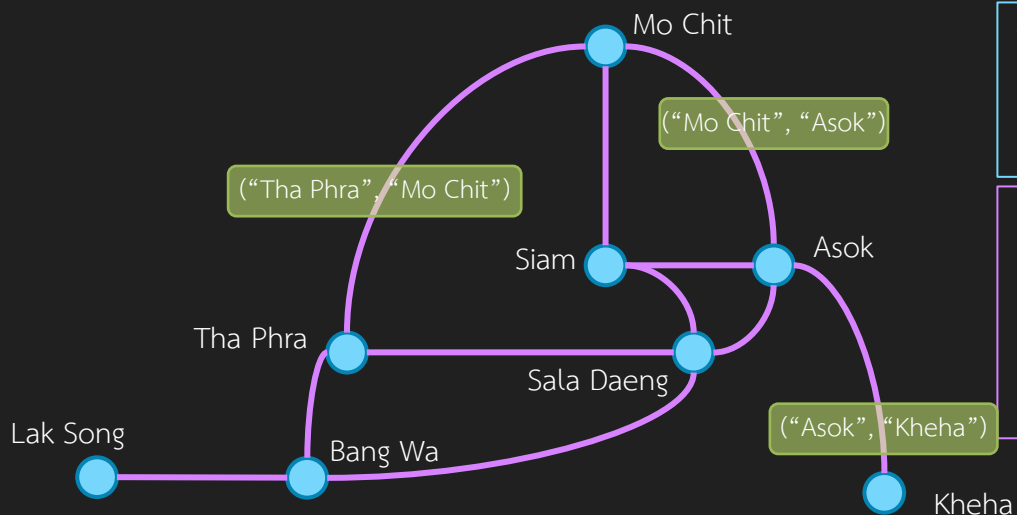 Mo Chit
(“Mo Chit”, “Asok”)
(“Tha Phra”, “Mo Chit”)
Siam
Asok
Tha Phra
Sala Daeng
Lak Song
Bang Wa
(“Asok”, “Kheha”)
Kheha